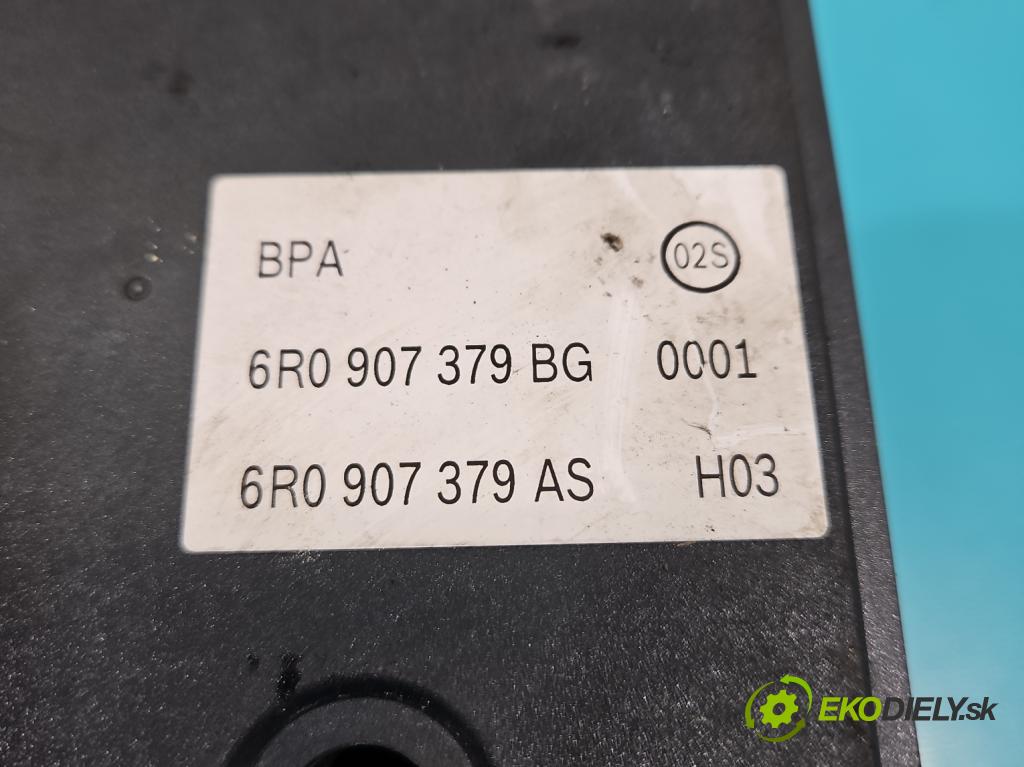 BPA 02S
6R0 907 379 BG 0001
6R0 907 379 AS H03
EKODIELY.sk